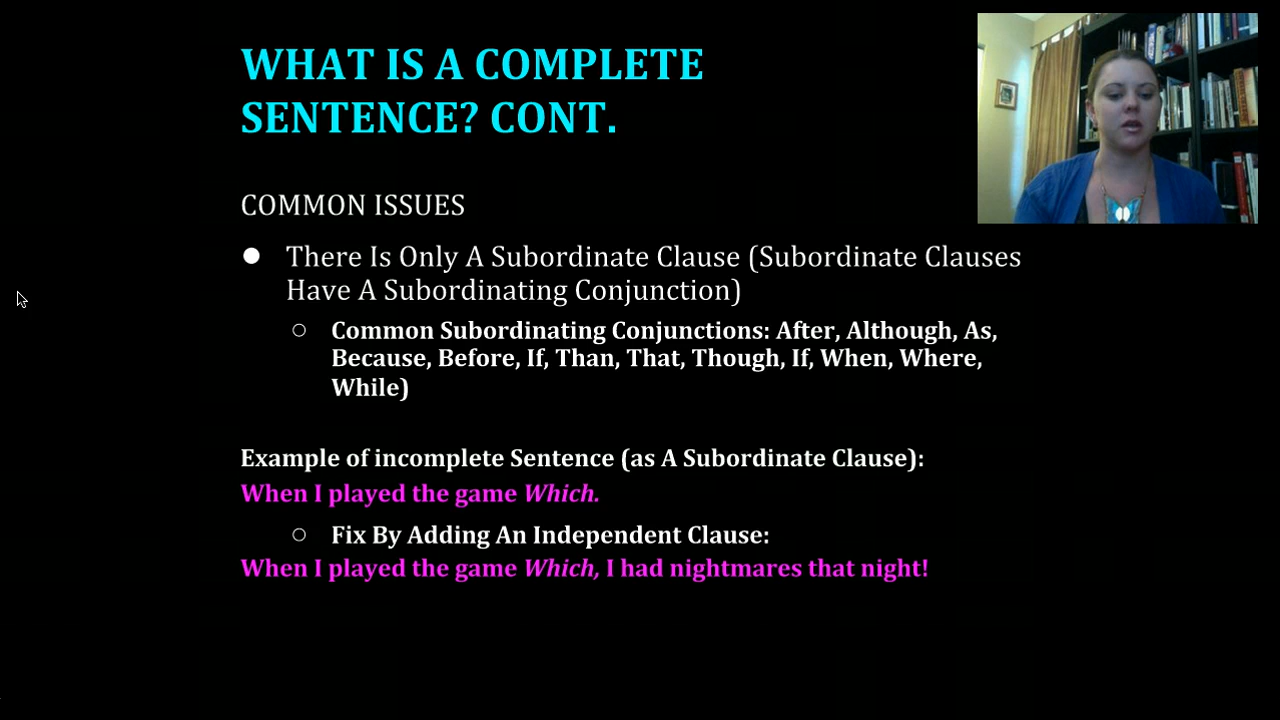 WHAT IS A COMPLETE
SENTENCE? CONT.
COMMON ISSUES
There Is Only A Subordinate Clause (Subordinate Clauses
Have A Subordinating Conjunction)
Common Subordinating Conjunctions: After, Although, As,
Because, Before, If, Than, That, Though, If, When, Where,
While)
Example of incomplete Sentence (as A Subordinate Clause):
When I played the game Which.
Fix By Adding An Independent Clause:
When I played the game Which, I had nightmares that night!